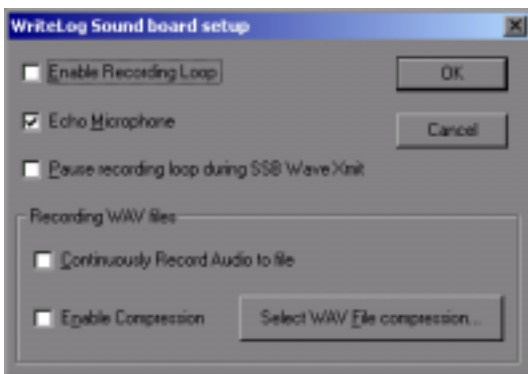 WriteLog Sound board setup
Enable Recording Loop
OK
Echo Microphone
Cancel
Pause recording loop during SSB Wave Xmit
Recording WAV files
Continuously Record Audio to file
Enable Compression
Select WAV File compression...